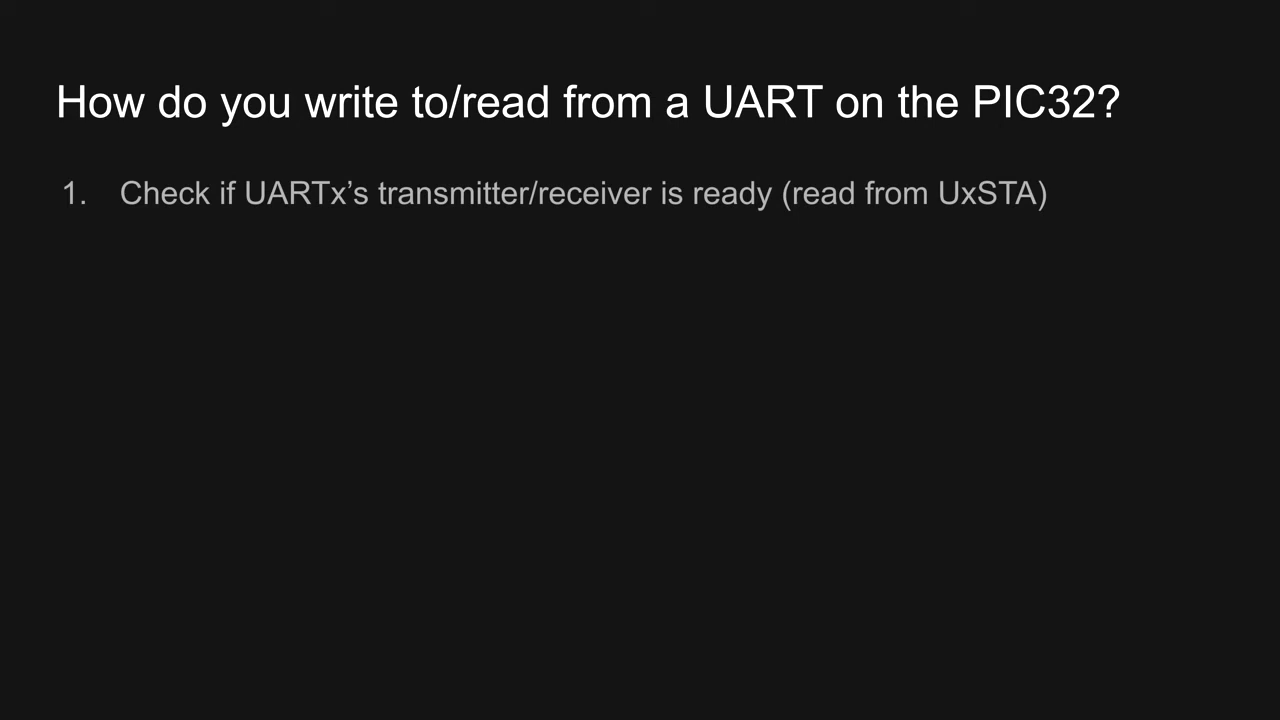 How do you write to/read from a UART on the PIC32?
1. Check if UARTx’s transmitter/receiver is ready (read from UxSTA)